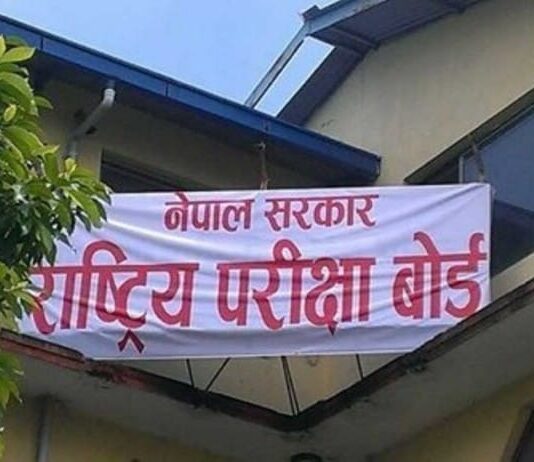 नेपाल सरकार
राष्ट्रिय परीक्षा बोर्ड